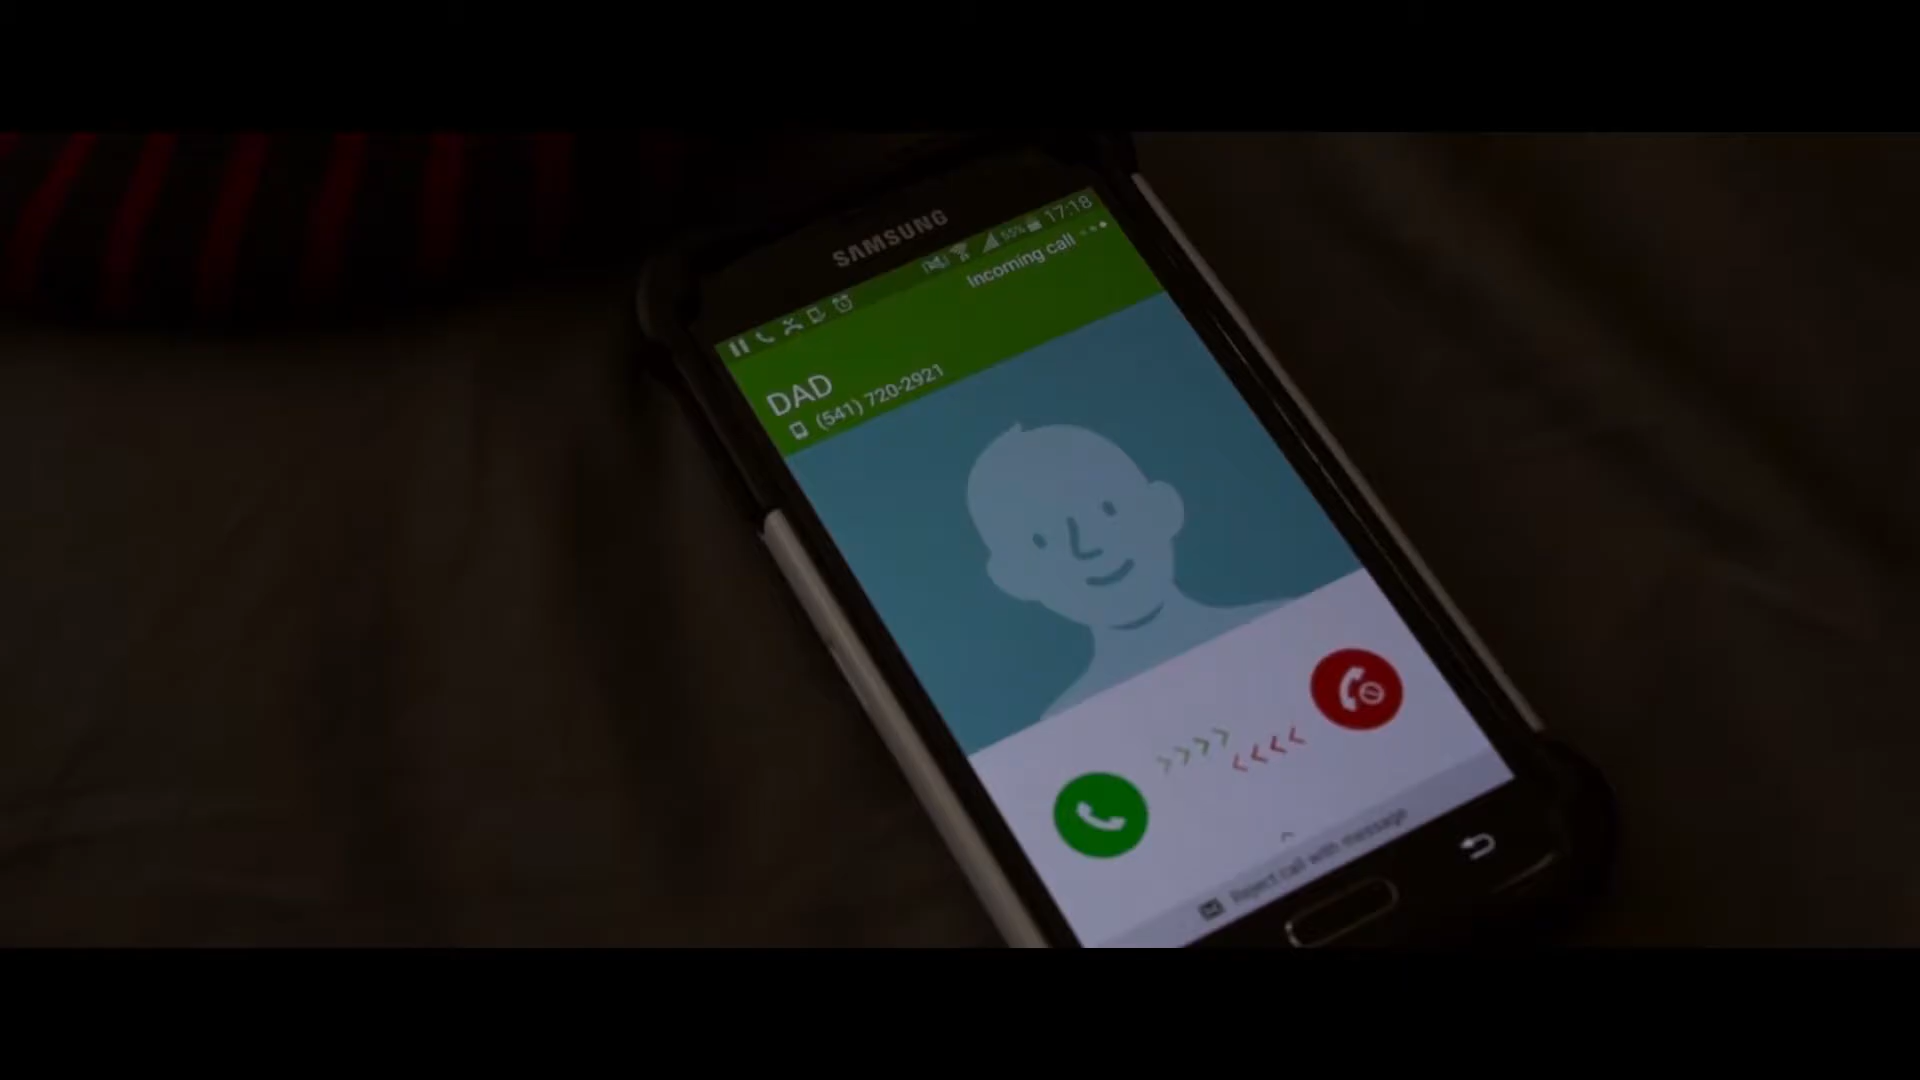 SAMSUNG
55% 17:18
Incoming call
DAD
(541) 720-2921
Reject call with message